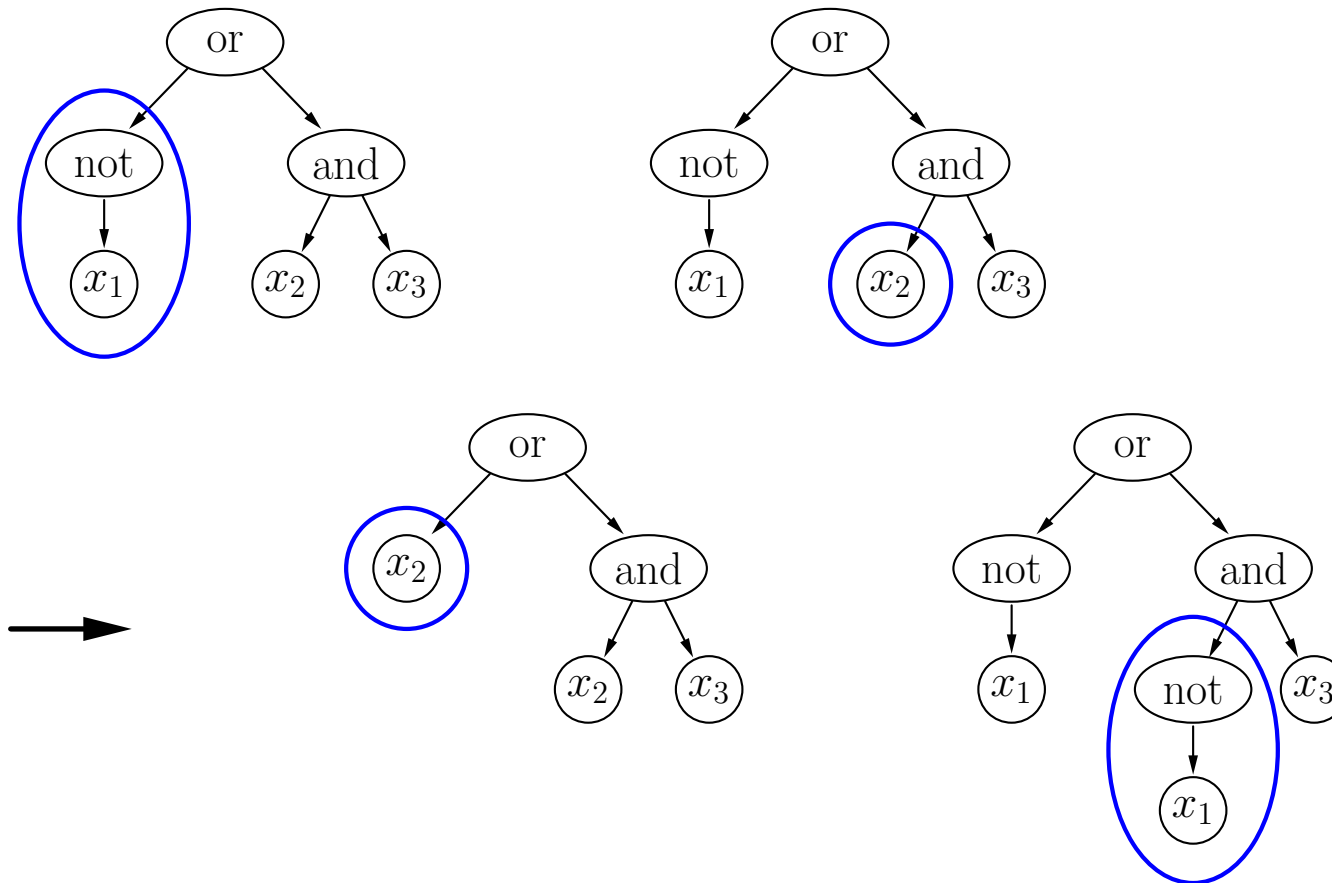 or or
not and not and
x₁ x₂ x₃ x₁ x₂ x₃
or or
x₂ and not and
x₂ x₃ x₁ not x₃
x₁